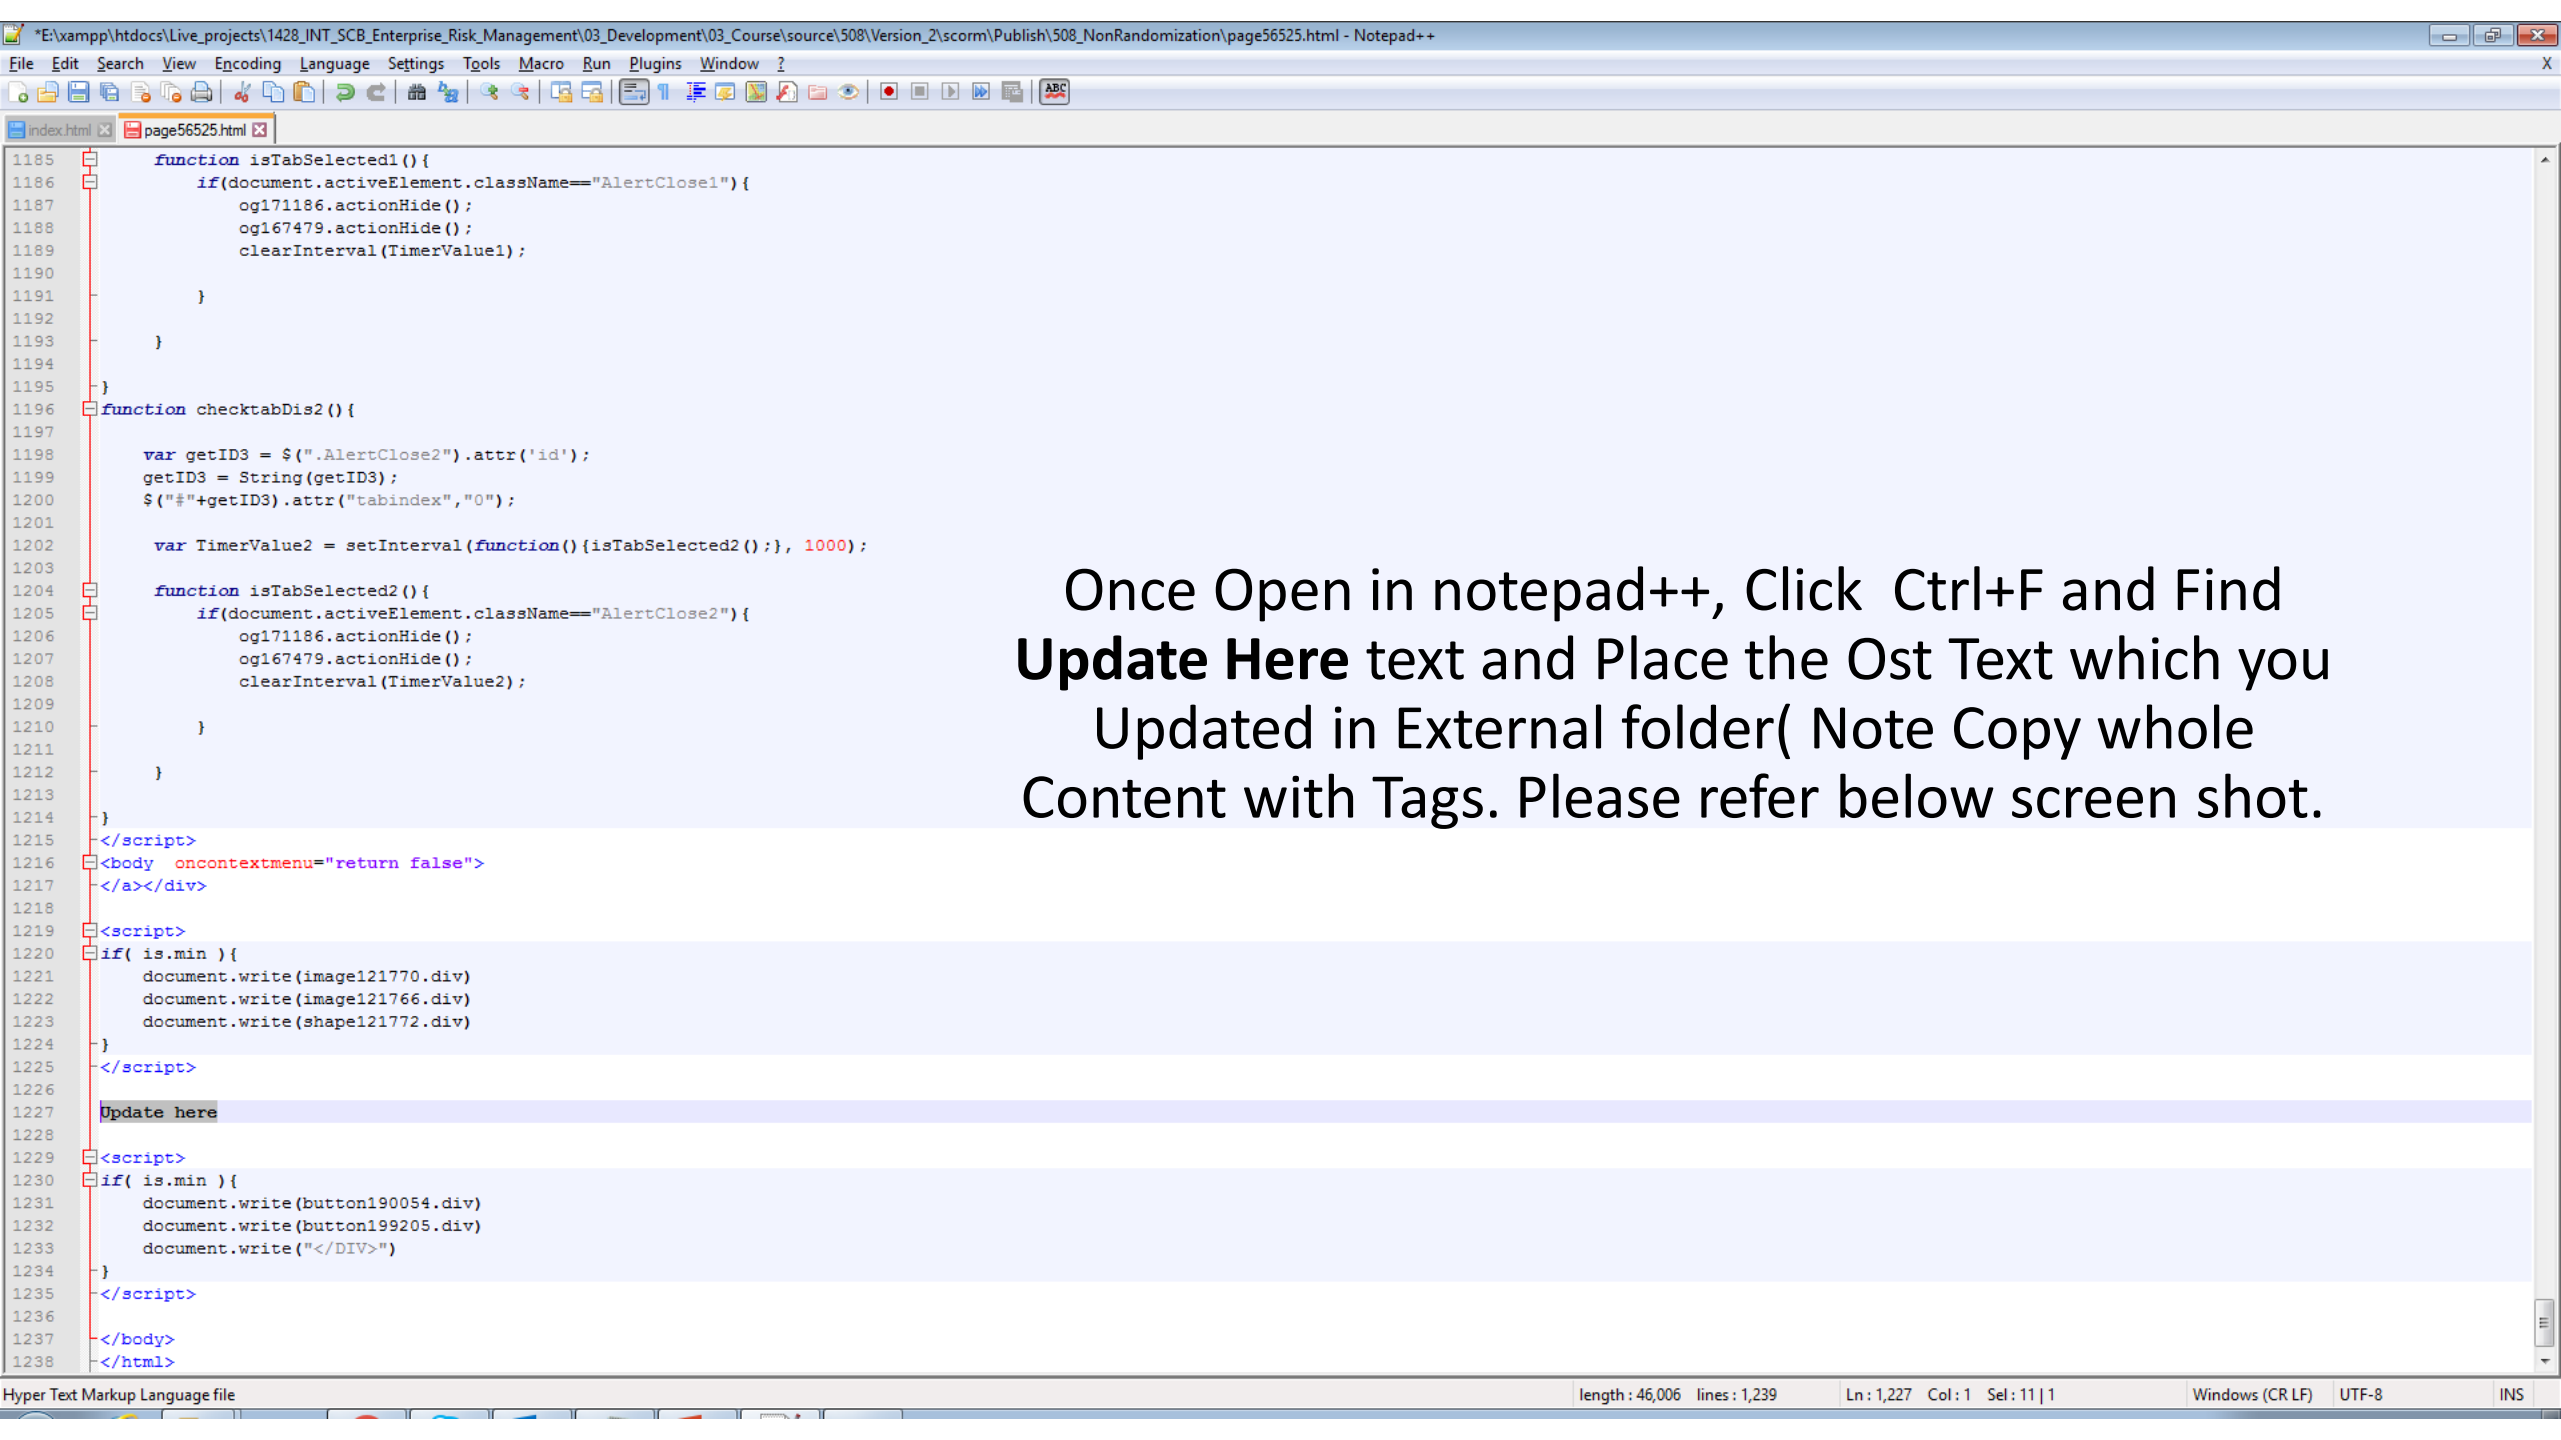 *E:\xampp\htdocs\Live_projects\1428_INT_SCB_Enterprise_Risk_Management\03_Development\03_Course\source\508\Version_2\scorm\Publish\508_NonRandomization\page56525.html - Notepad++
File Edit Search View Encoding Language Settings Tools Macro Run Plugins Window ? X
ABC
index.html page56525.html
1185 function isTabSelected1(){
1186 if(document.activeElement.className=="AlertClose1"){
1187 og171186.actionHide();
1188 og167479.actionHide();
1189 clearInterval(TimerValue1);
1190
1191 }
1192
1193 }
1194
1195 }
1196 function checktabDis2(){
1197
1198 var getID3 = $(".AlertClose2").attr('id');
1199 getID3 = String(getID3);
1200 $("#"+getID3).attr("tabindex","0");
1201
1202 var TimerValue2 = setInterval(function(){isTabSelected2();}, 1000);
1203
1204 function isTabSelected2(){
1205 if(document.activeElement.className=="AlertClose2"){
1206 og171186.actionHide();
1207 og167479.actionHide();
1208 clearInterval(TimerValue2);
1209
1210 }
1211
1212 }
1213
1214 }
1215 </script>
1216 <body  oncontextmenu="return false">
1217 </a></div>
1218
1219 <script>
1220 if( is.min ){
1221 document.write(image121770.div)
1222 document.write(image121766.div)
1223 document.write(shape121772.div)
1224 }
1225 </script>
1226
1227 Update here
1228
1229 <script>
1230 if( is.min ){
1231 document.write(button190054.div)
1232 document.write(button199205.div)
1233 document.write("</DIV>")
1234 }
1235 </script>
1236
1237 </body>
1238 </html>
Once Open in notepad++, Click  Ctrl+F and Find
Update Here text and Place the Ost Text which you
Updated in External folder( Note Copy whole
Content with Tags. Please refer below screen shot.
Hyper Text Markup Language file length : 46,006 lines : 1,239 Ln : 1,227 Col : 1 Sel : 11 | 1 Windows (CR LF) UTF-8 INS